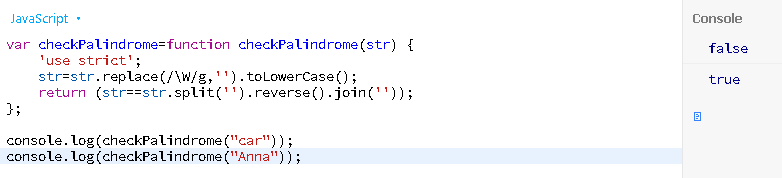 JavaScript
Console
var checkPalindrome=function checkPalindrome(str) {
    'use strict';
    str=str.replace(/\W/g,'').toLowerCase();
    return (str==str.split('').reverse().join(''));
};
console.log(checkPalindrome("car"));
console.log(checkPalindrome("Anna"));
false
true